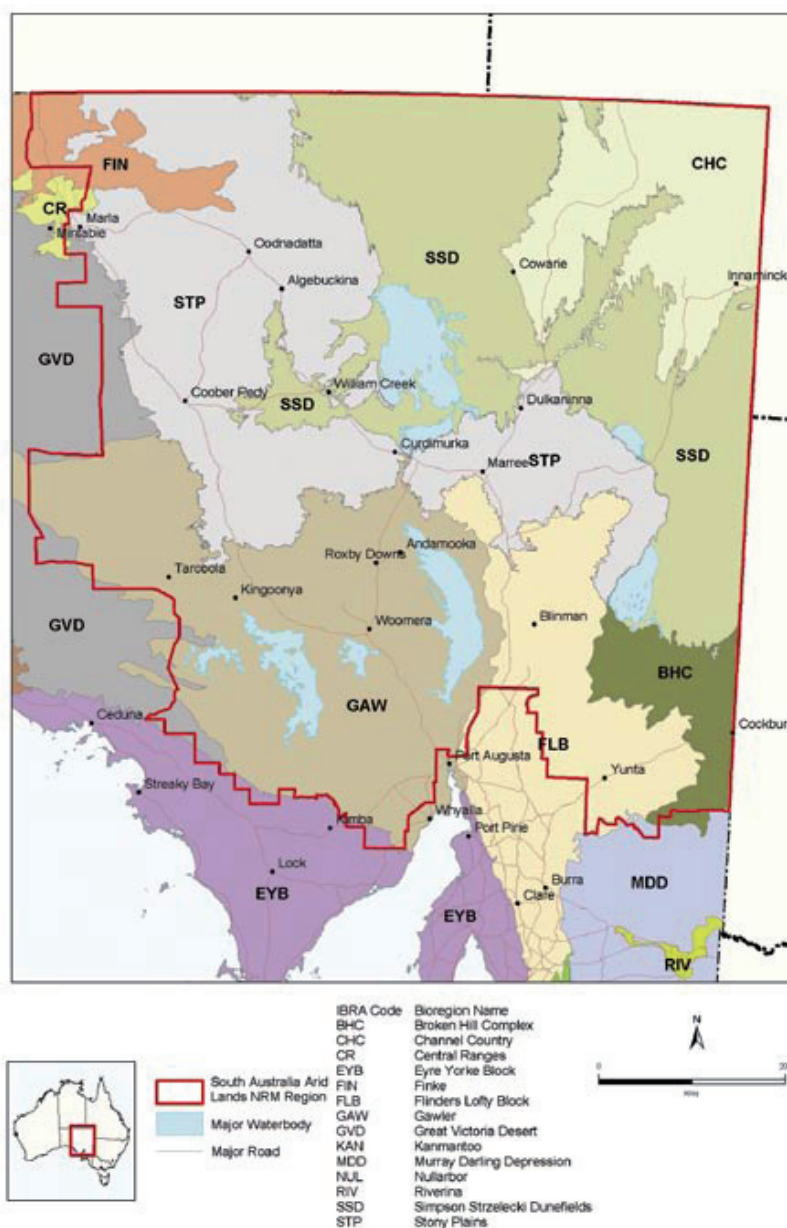 FIN
CHC
CR
Marla
Mintabie
Oodnadatta
SSD
Cowarie
Algebuckina
Innaminck
STP
GVD
William Creek
Coober Pedy
SSD
Dulkaninna
Curdimurka
STP
SSD
Marree
Andamooka
Roxby Downs
Tarcoola
Kingoonya
Blinman
Woomera
GVD
BHC
GAW
Ceduna
Cockbur
FLB
Port Augusta
Yunta
Streaky Bay
Whyalla
Kimba
Port Pirie
Lock
Burra
MDD
EYB
Clare
EYB
RIV
IBRA Code Bioregion Name
BHC Broken Hill Complex
CHC Channel Country
CR Central Ranges
EYB Eyre Yorke Block
FIN Finke
FLB Flinders Lofty Block
GAW Gawler
GVD Great Victoria Desert
KAN Kanmantoo
MDD Murray Darling Depression
NUL Nullarbor
RIV Riverina
SSD Simpson Strzelecki Dunefields
STP Stony Plains
South Australia Arid
Lands NRM Region
Major Waterbody
Major Road
N
0